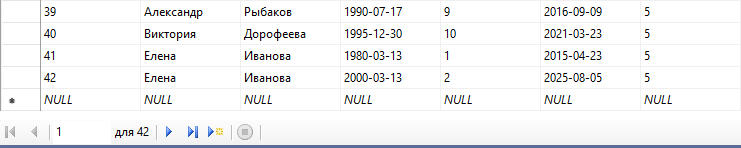 39 Александр Рыбаков 1990-07-17 9 2016-09-09 5
40 Виктория Дорофеева 1995-12-30 10 2021-03-23 5
41 Елена Иванова 1980-03-13 1 2015-04-23 5
42 Елена Иванова 2000-03-13 2 2025-08-05 5
NULL NULL NULL NULL NULL NULL NULL
1 для 42